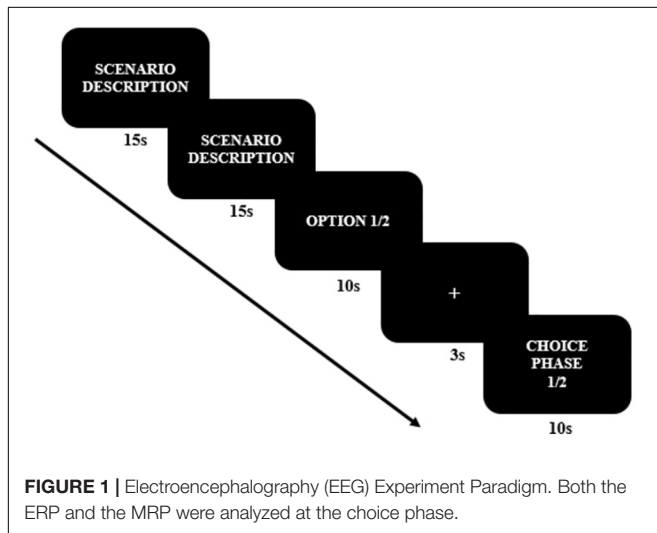 SCENARIO
DESCRIPTION
15s
SCENARIO
DESCRIPTION
15s
OPTION 1/2
10s
+
3s
CHOICE
PHASE
1/2
10s
FIGURE 1 | Electroencephalography (EEG) Experiment Paradigm. Both the
ERP and the MRP were analyzed at the choice phase.